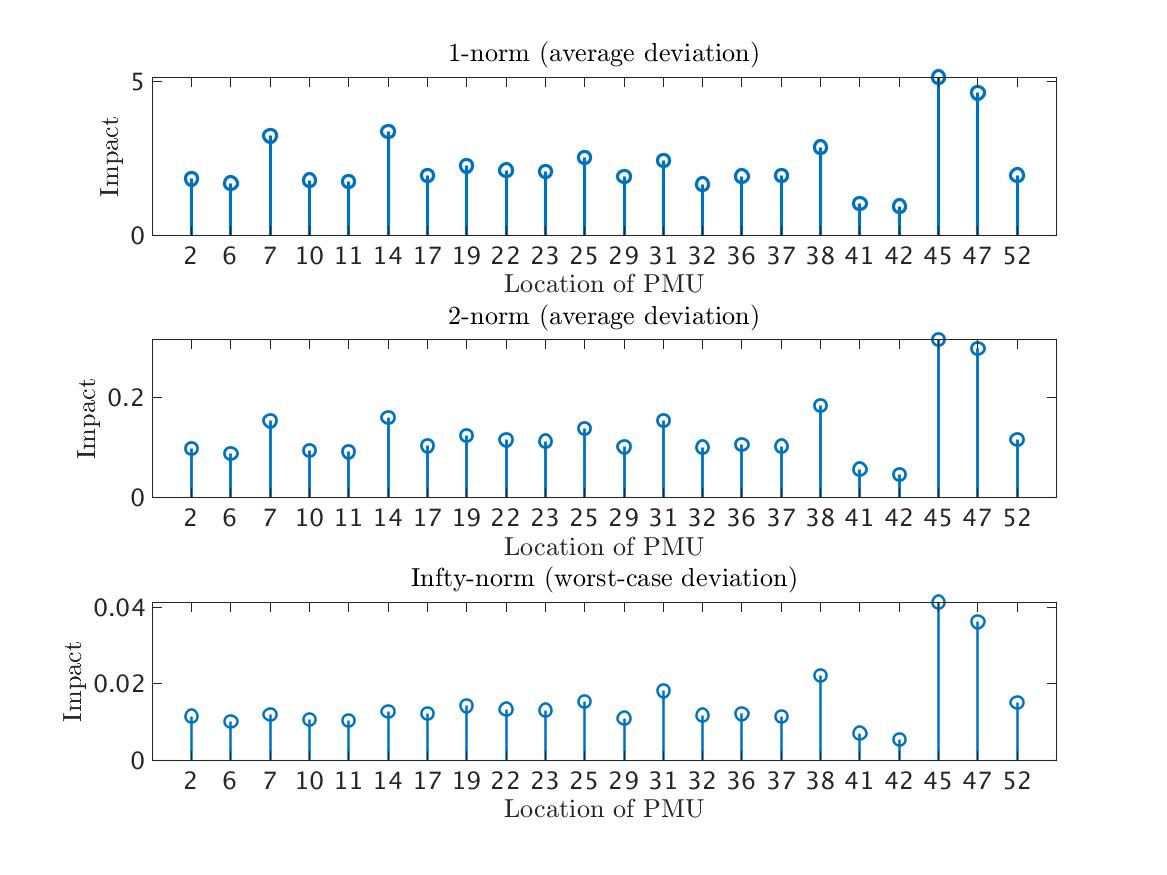 1-norm (average deviation)
5
Impact
0
2 6 7 10 11 14 17 19 22 23 25 29 31 32 36 37 38 41 42 45 47 52
Location of PMU
2-norm (average deviation)
0.2
Impact
0
2 6 7 10 11 14 17 19 22 23 25 29 31 32 36 37 38 41 42 45 47 52
Location of PMU
Infty-norm (worst-case deviation)
0.04
Impact
0.02
0
2 6 7 10 11 14 17 19 22 23 25 29 31 32 36 37 38 41 42 45 47 52
Location of PMU